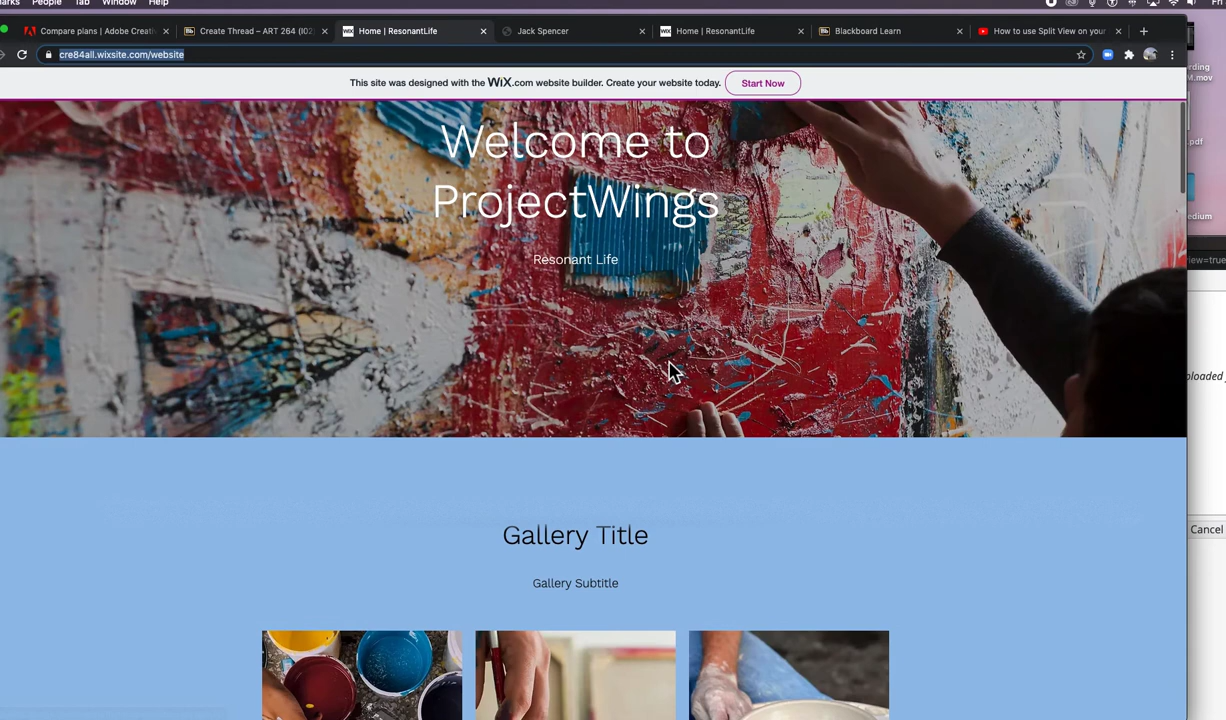 People Tab Window Help
Compare plans | Adobe Creati
Create Thread – ART 264 (I02
Home | ResonantLife
Jack Spencer
Home | ResonantLife
Blackboard Learn
How to use Split View on your
cre84all.wixsite.com/website
This site was designed with the WiX.com website builder. Create your website today.
Start Now
Welcome to
ProjectWings
Resonant Life
Gallery Title
Gallery Subtitle
M.mov
.pdf
Cancel